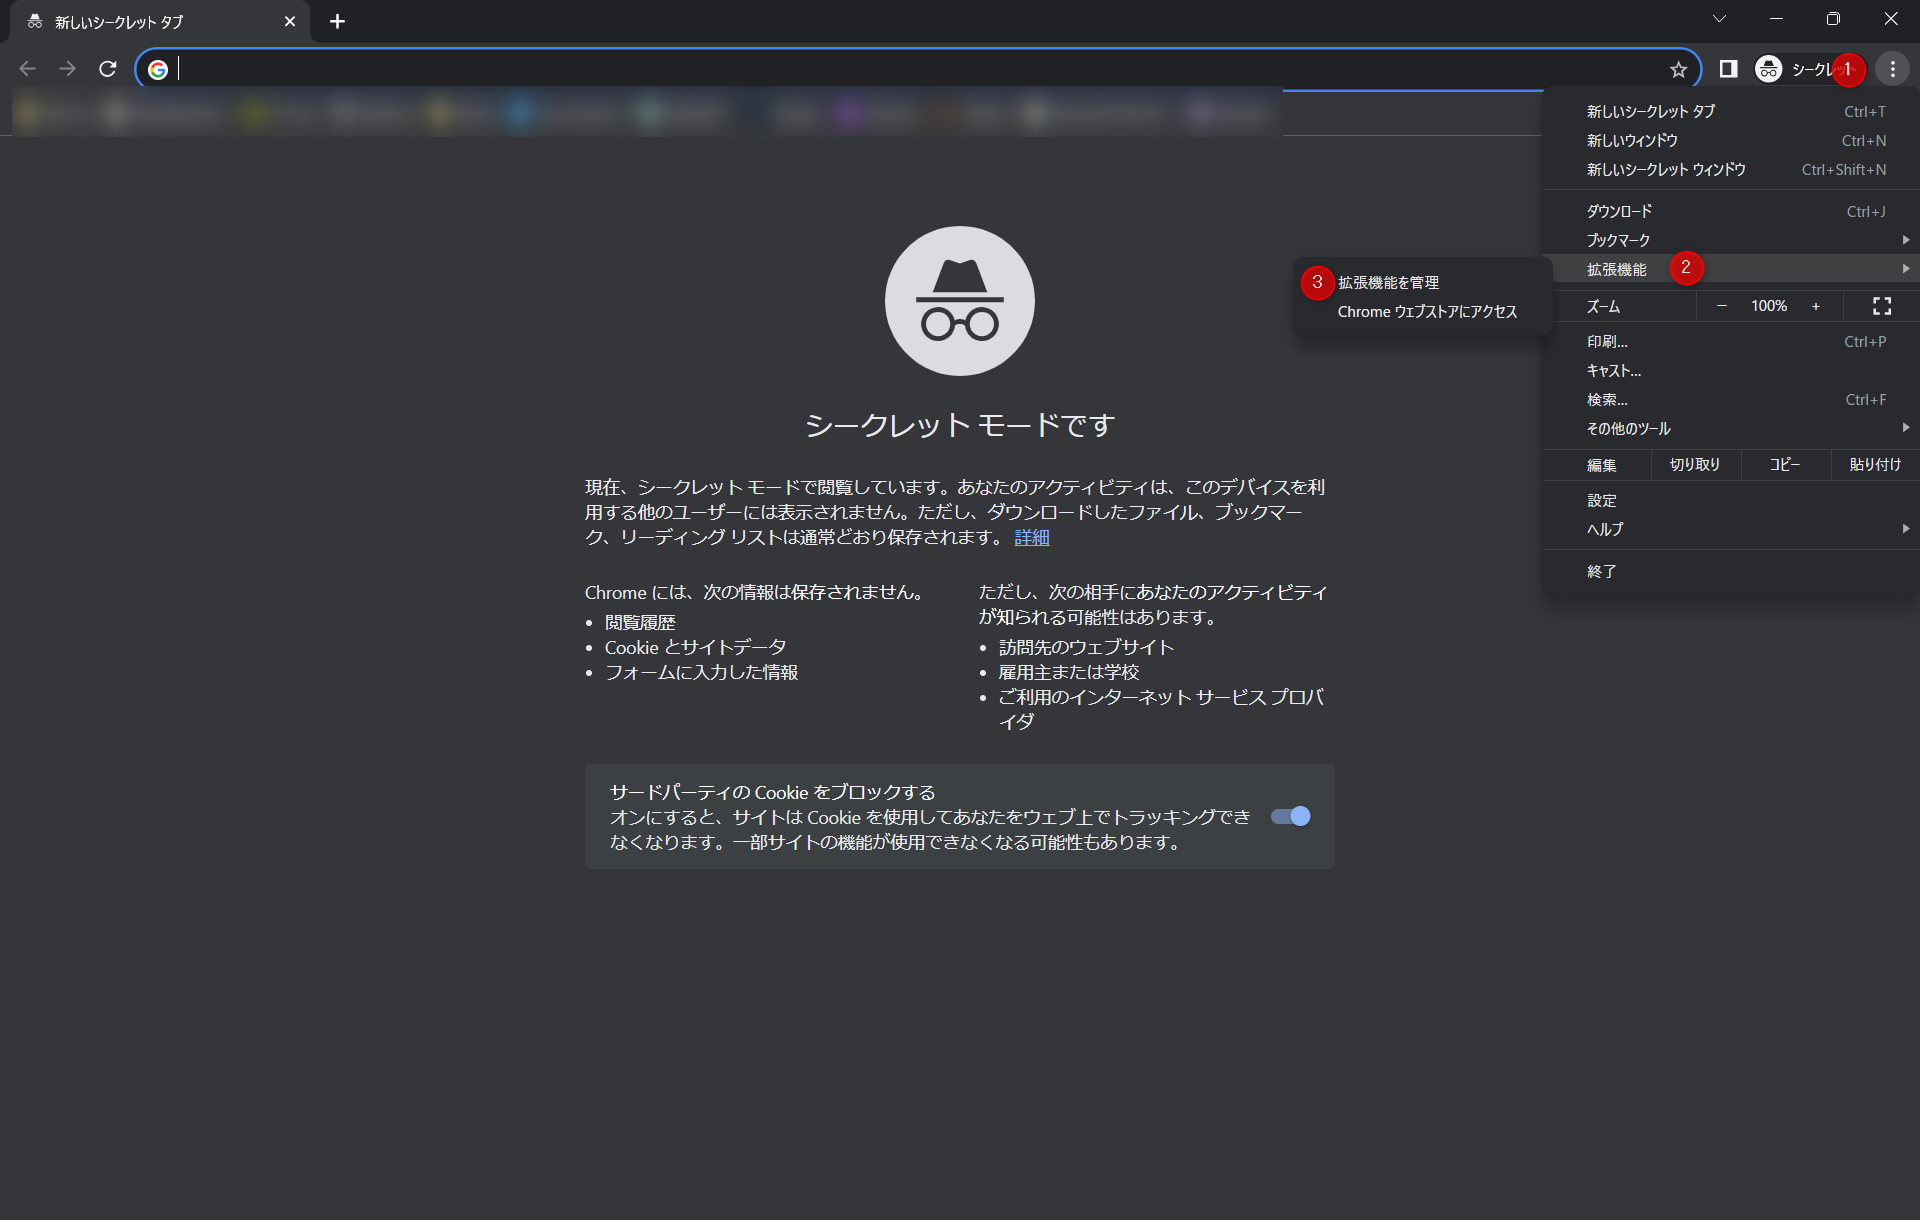 新しいシークレット タブ
シークレット
1
新しいシークレット タブ Ctrl+T
新しいウィンドウ Ctrl+N
新しいシークレット ウィンドウ Ctrl+Shift+N
ダウンロード Ctrl+J
ブックマーク
拡張機能 2
3 拡張機能を管理
Chrome ウェブストアにアクセス
ズーム − 100% +
印刷... Ctrl+P
キャスト...
検索... Ctrl+F
その他のツール
編集 切り取り コピー 貼り付け
設定
ヘルプ
終了
シークレット モードです
現在、シークレット モードで閲覧しています。あなたのアクティビティは、このデバイスを利
用する他のユーザーには表示されません。ただし、ダウンロードしたファイル、ブックマー
ク、リーディング リストは通常どおり保存されます。 詳細
Chrome には、次の情報は保存されません。
• 閲覧履歴
• Cookie とサイトデータ
• フォームに入力した情報
ただし、次の相手にあなたのアクティビティ
が知られる可能性はあります。
• 訪問先のウェブサイト
• 雇用主または学校
• ご利用のインターネット サービス プロバ
イダ
サードパーティの Cookie をブロックする
オンにすると、サイトは Cookie を使用してあなたをウェブ上でトラッキングでき
なくなります。一部サイトの機能が使用できなくなる可能性もあります。